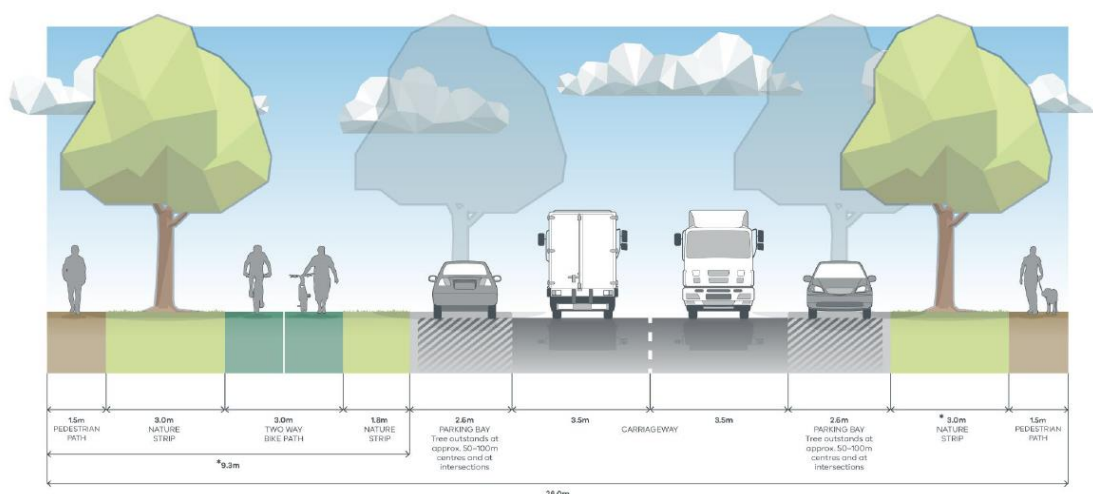 1.5m
PEDESTRIAN
PATH
3.0m
NATURE
STRIP
3.0m
TWO WAY
BIKE PATH
1.8m
NATURE
STRIP
2.6m
PARKING BAY
Tree outstands at
approx. 50-100m
centres and at
intersections
3.5m
CARRIAGEWAY
3.5m
2.6m
PARKING BAY
Tree outstands at
approx. 50-100m
centres and at
intersections
*3.0m
NATURE
STRIP
1.5m
PEDESTRIAN
PATH
*9.3m
26.0m